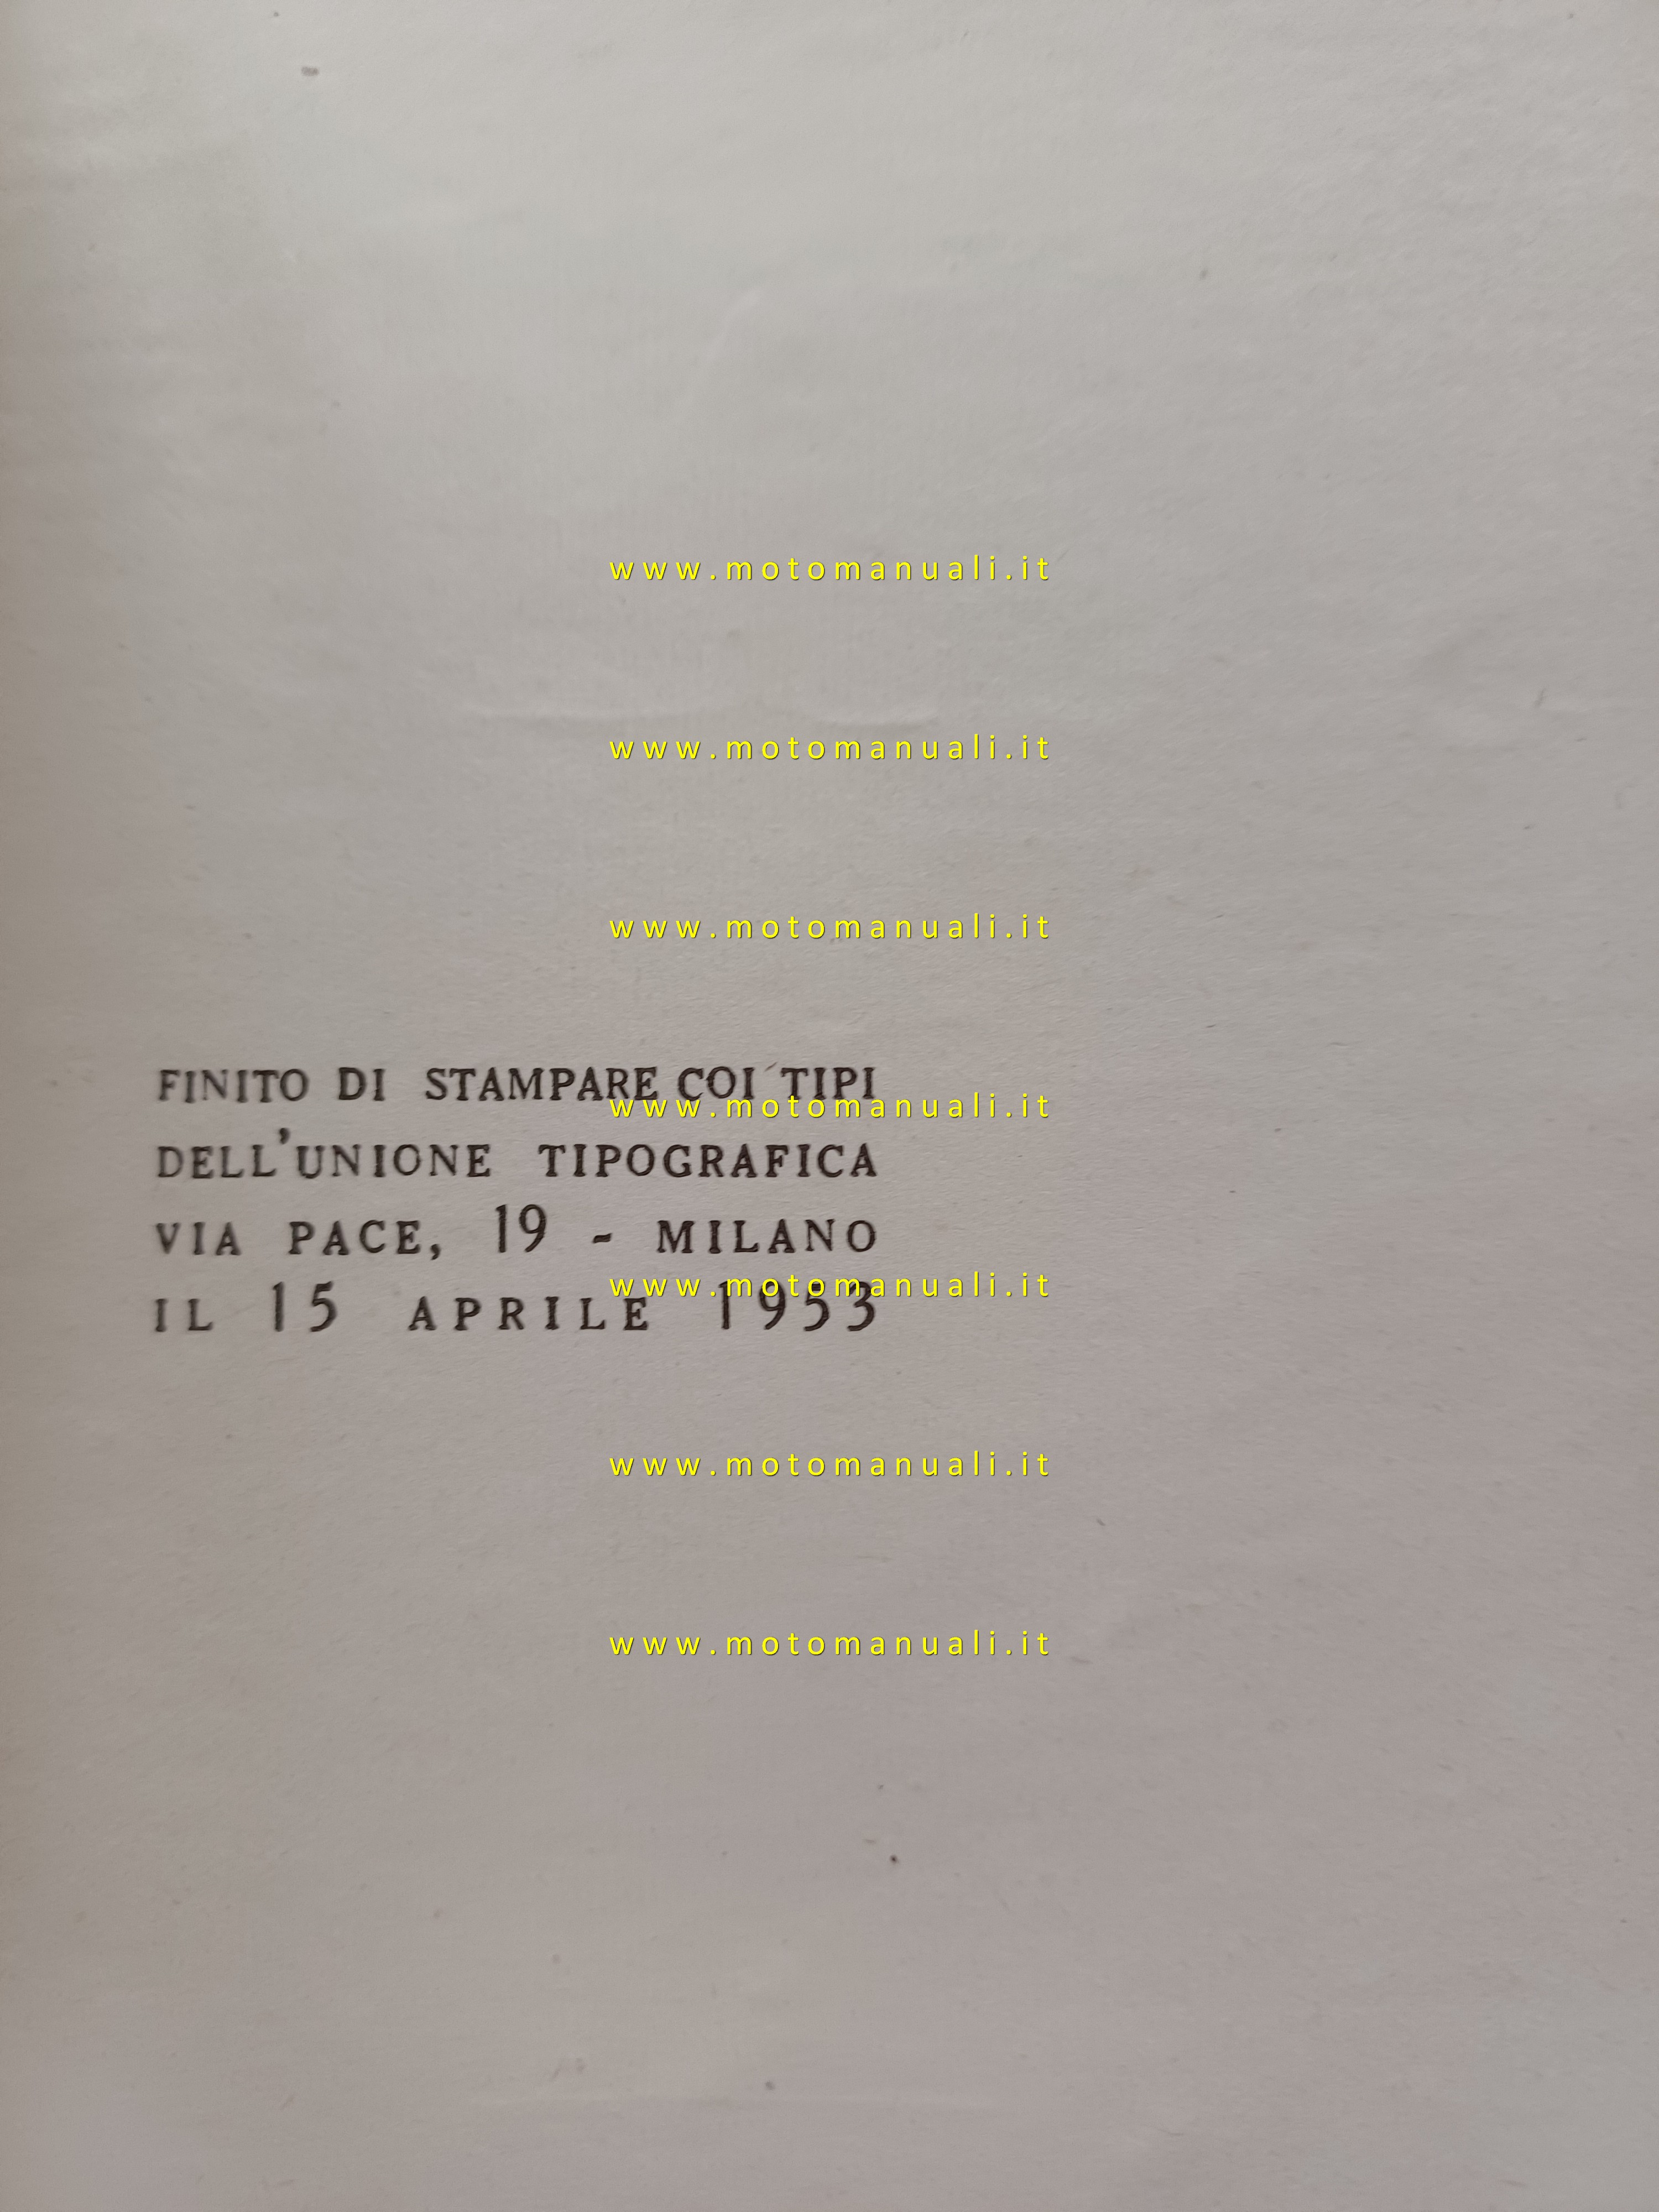 www.motomanuali.it
www.motomanuali.it
www.motomanuali.it
FINITO DI STAMPARE COI TIPI
www.motomanuali.it
DELL'UNIONE TIPOGRAFICA
VIA PACE, 19 - MILANO
www.motomanuali.it
IL 15 APRILE 1953
www.motomanuali.it
www.motomanuali.it